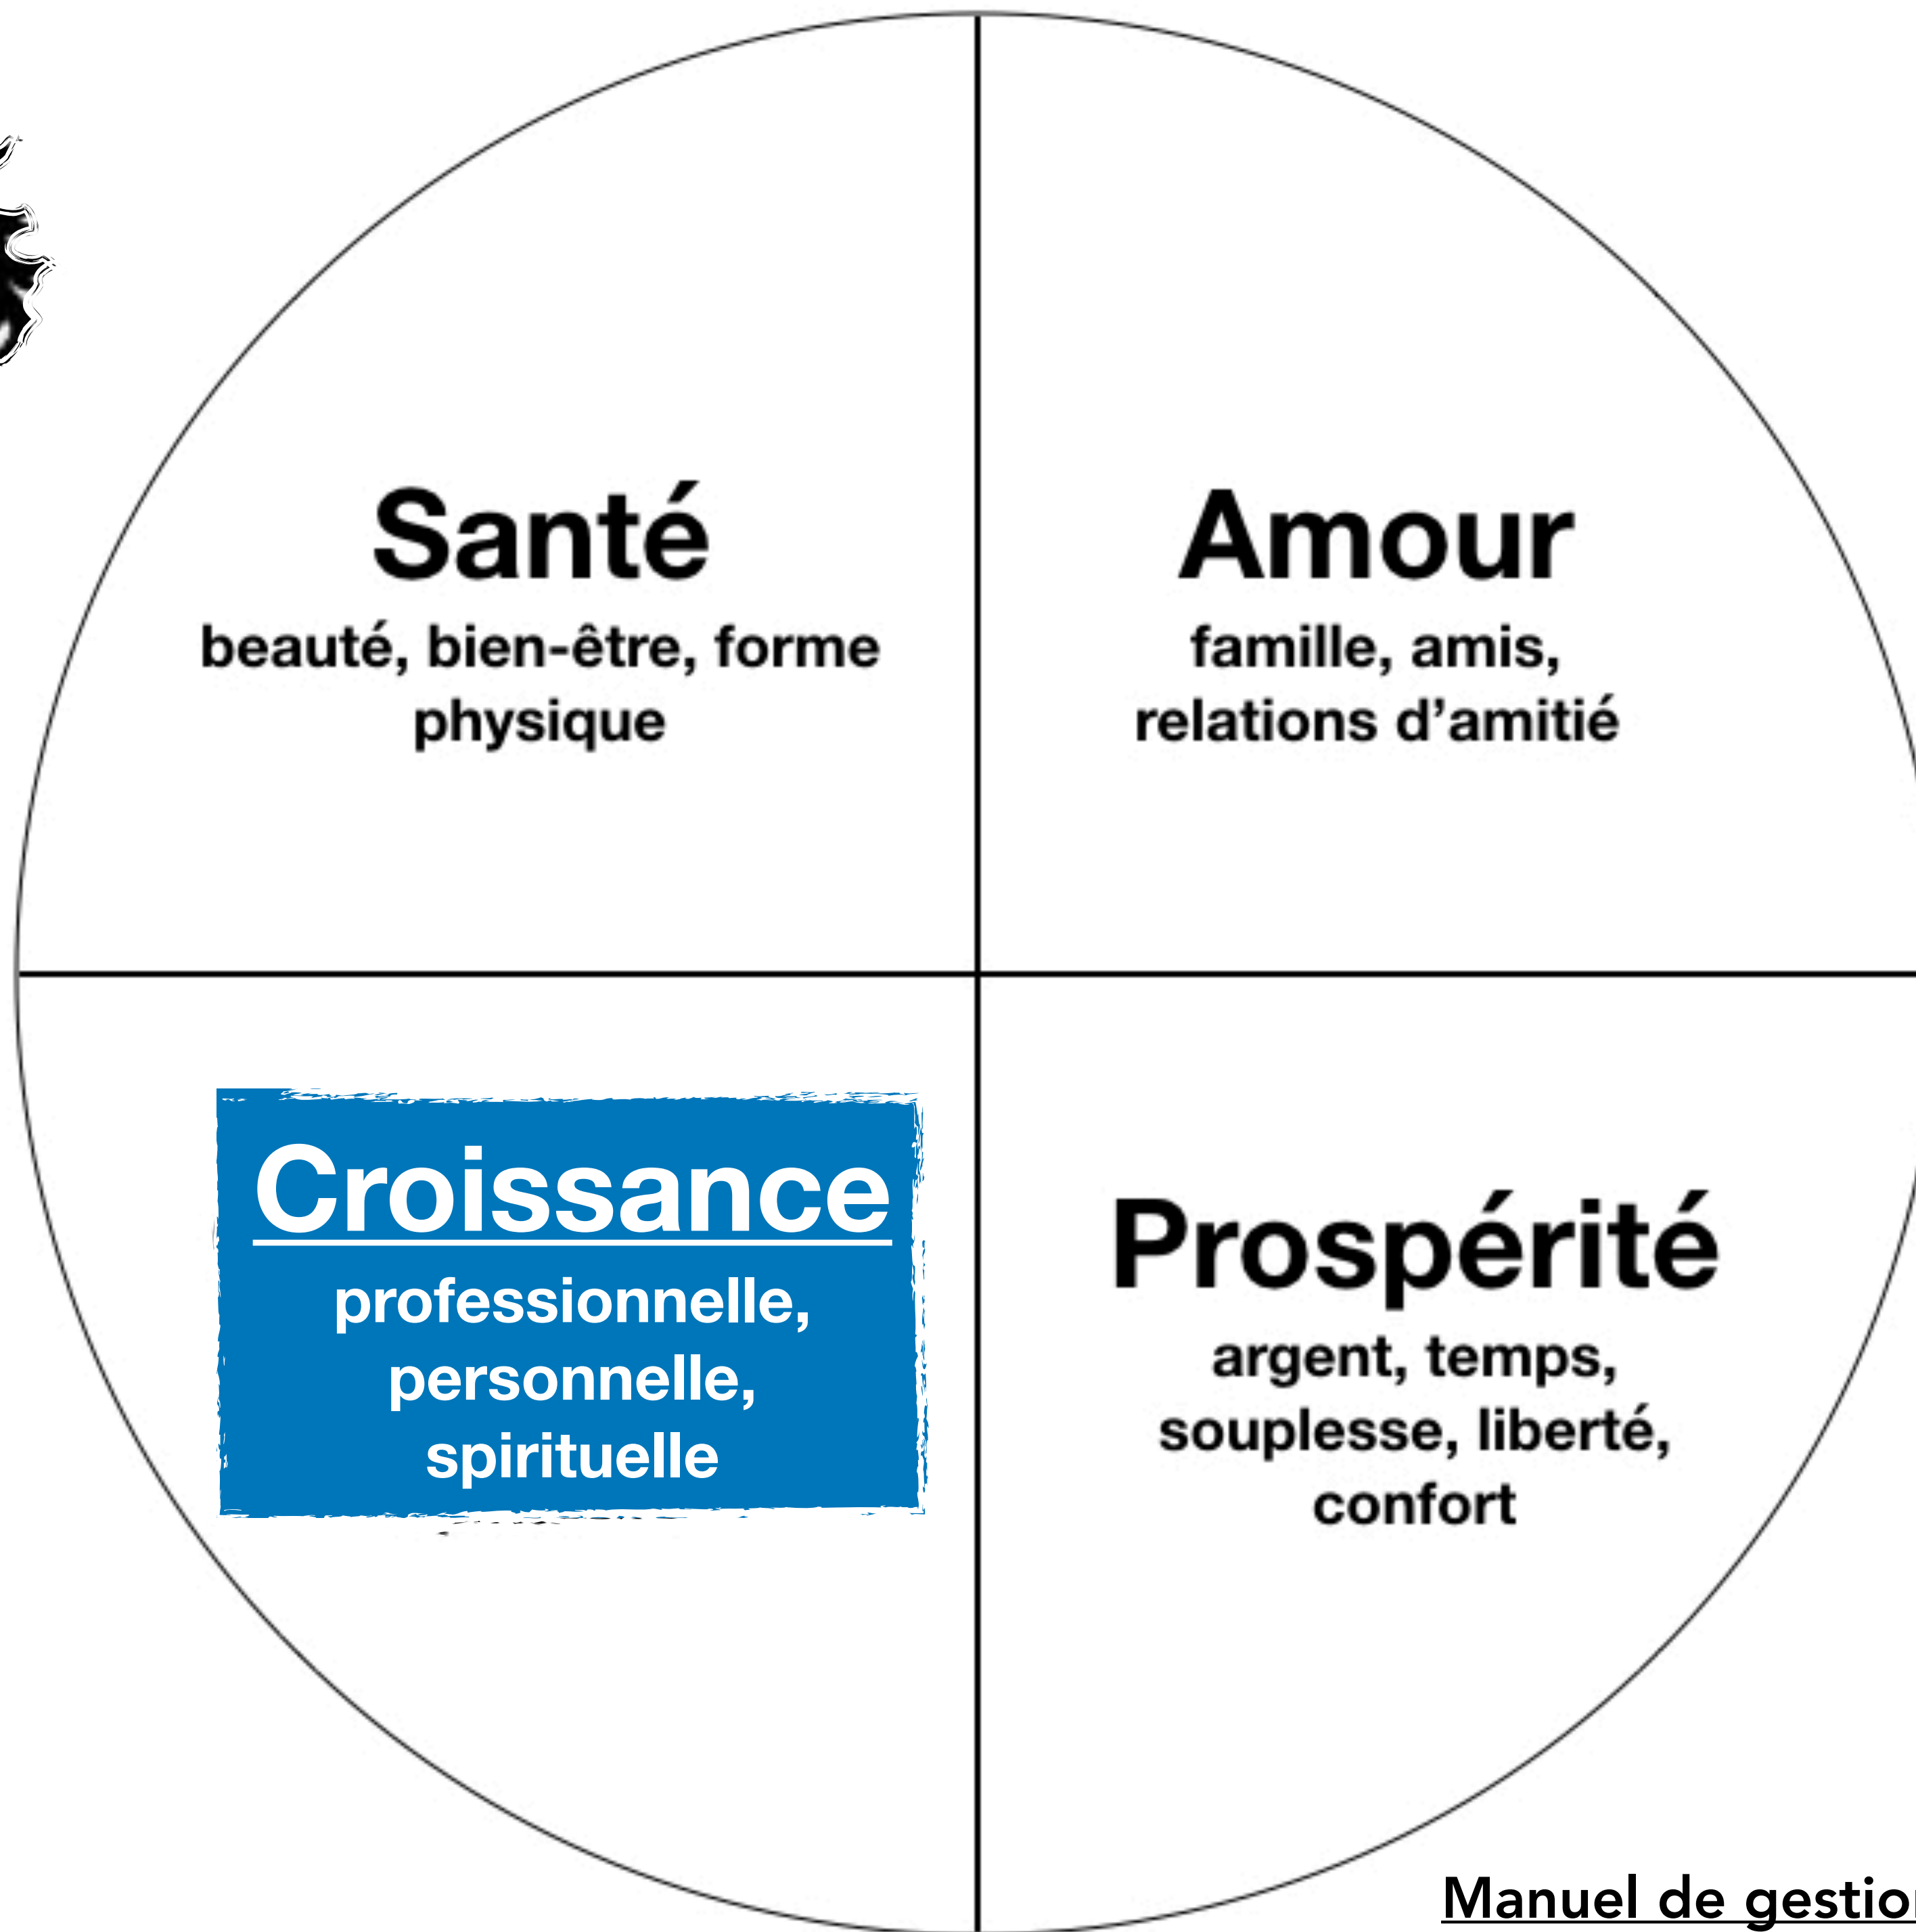 Santé
beauté, bien-être, forme
physique
Amour
famille, amis,
relations d’amitié
Croissance
professionnelle,
personnelle,
spirituelle
Prospérité
argent, temps,
souplesse, liberté,
confort
Manuel de